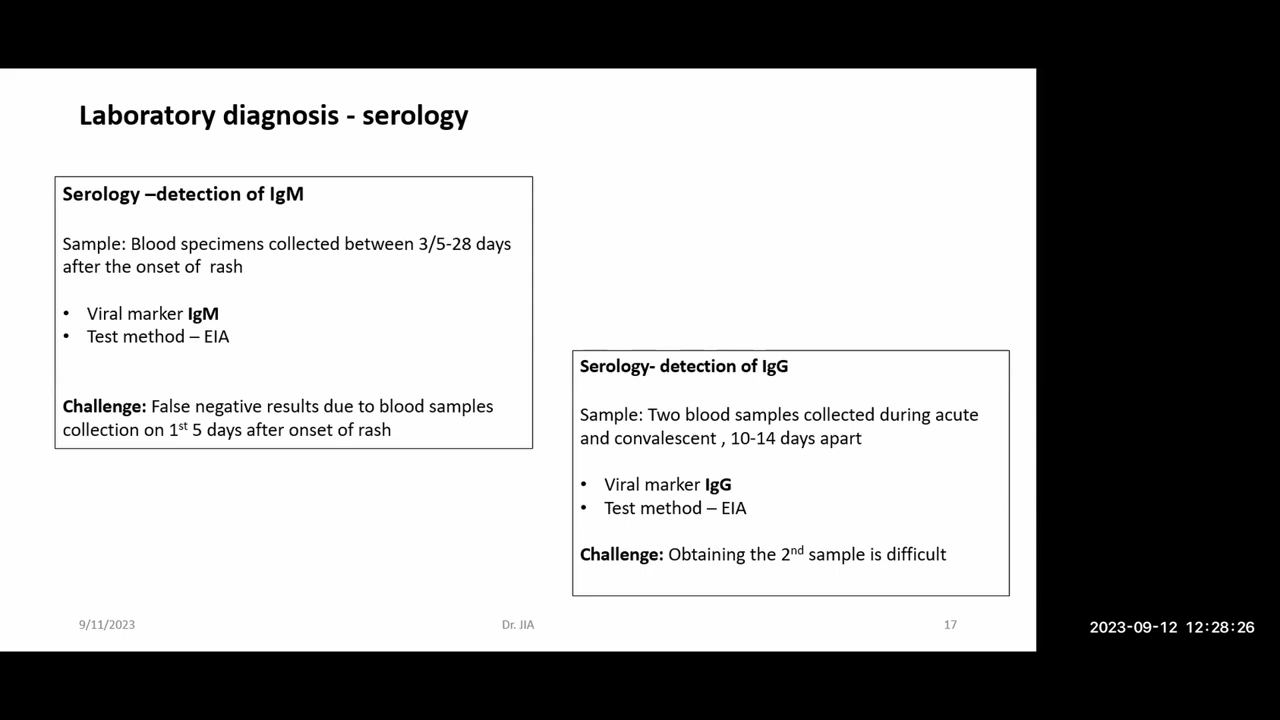 Laboratory diagnosis - serology
Serology –detection of IgM
Sample: Blood specimens collected between 3/5-28 days
after the onset of  rash
• Viral marker IgM
• Test method – EIA
Challenge: False negative results due to blood samples
collection on 1st 5 days after onset of rash
Serology- detection of IgG
Sample: Two blood samples collected during acute
and convalescent , 10-14 days apart
• Viral marker IgG
• Test method – EIA
Challenge: Obtaining the 2nd sample is difficult
9/11/2023
Dr. JIA
17
2023-09-12 12:28:26